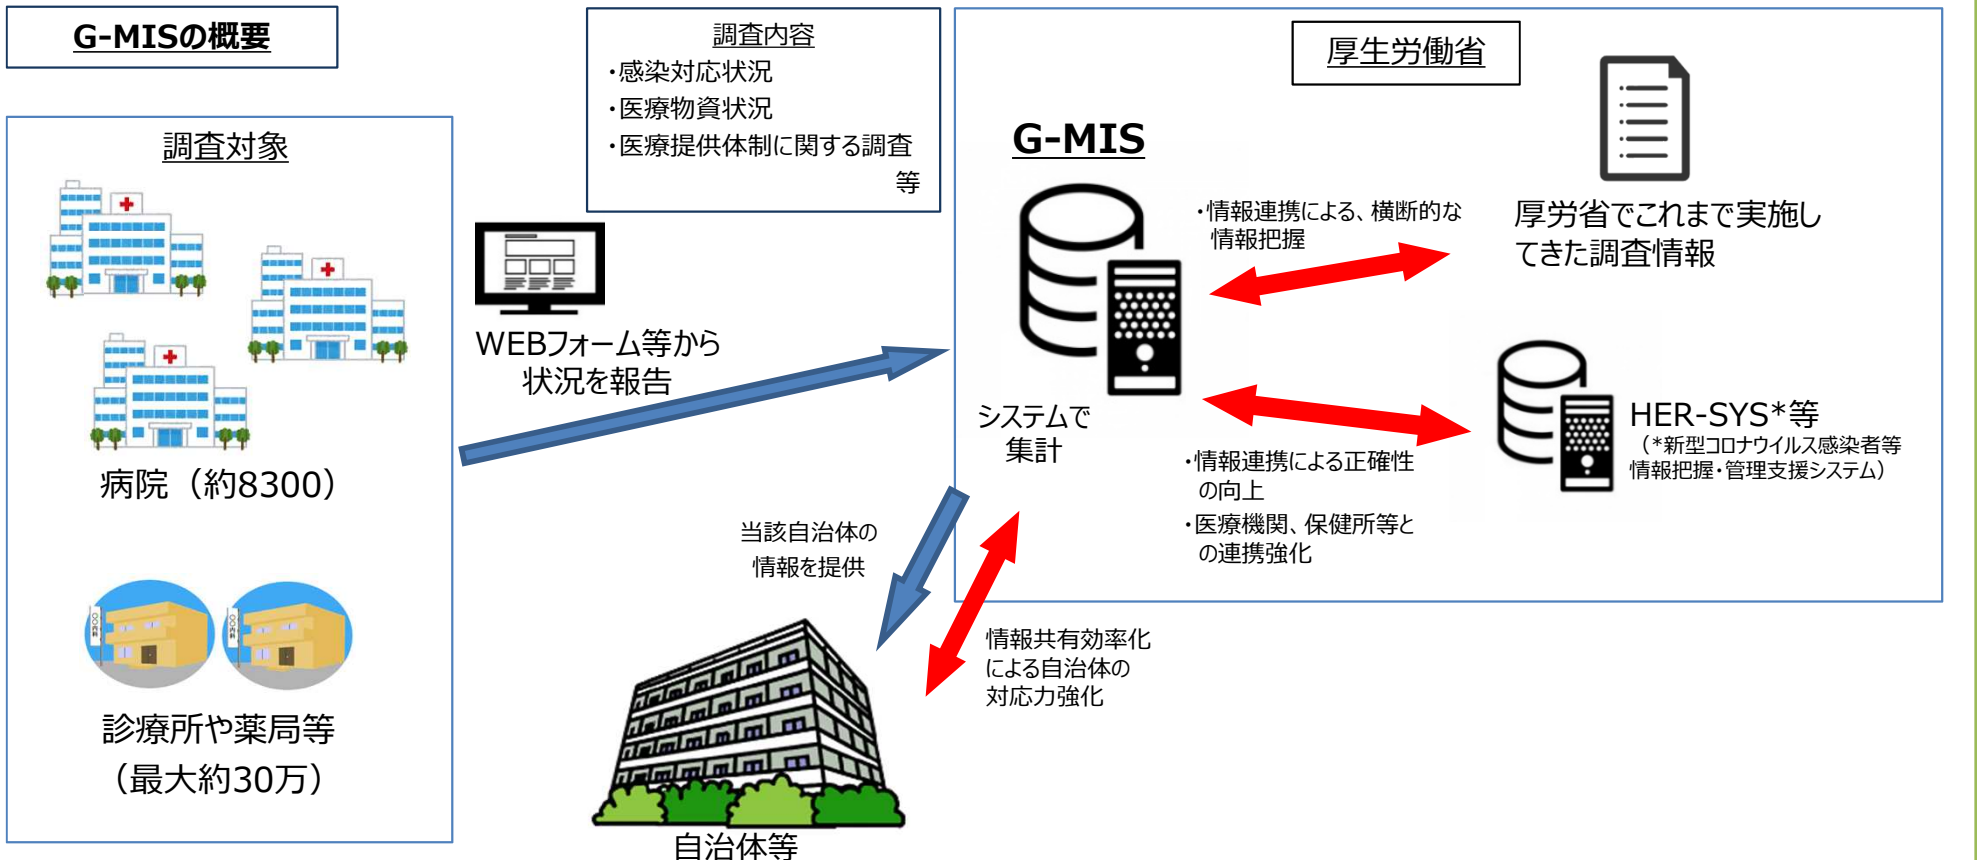 G-MISの概要
調査対象
病院（約8300）
診療所や薬局等
（最大約30万）
調査内容
・感染対応状況
・医療物資状況
・医療提供体制に関する調査
等
WEBフォーム等から
状況を報告
厚生労働省
G-MIS
システムで
集計
・情報連携による、横断的な
情報把握
厚労省でこれまで実施し
てきた調査情報
HER-SYS*等
（*新型コロナウイルス感染者等
情報把握・管理支援システム）
・情報連携による正確性
の向上
・医療機関、保健所等と
の連携強化
当該自治体の
情報を提供
情報共有効率化
による自治体の
対応力強化
自治体等